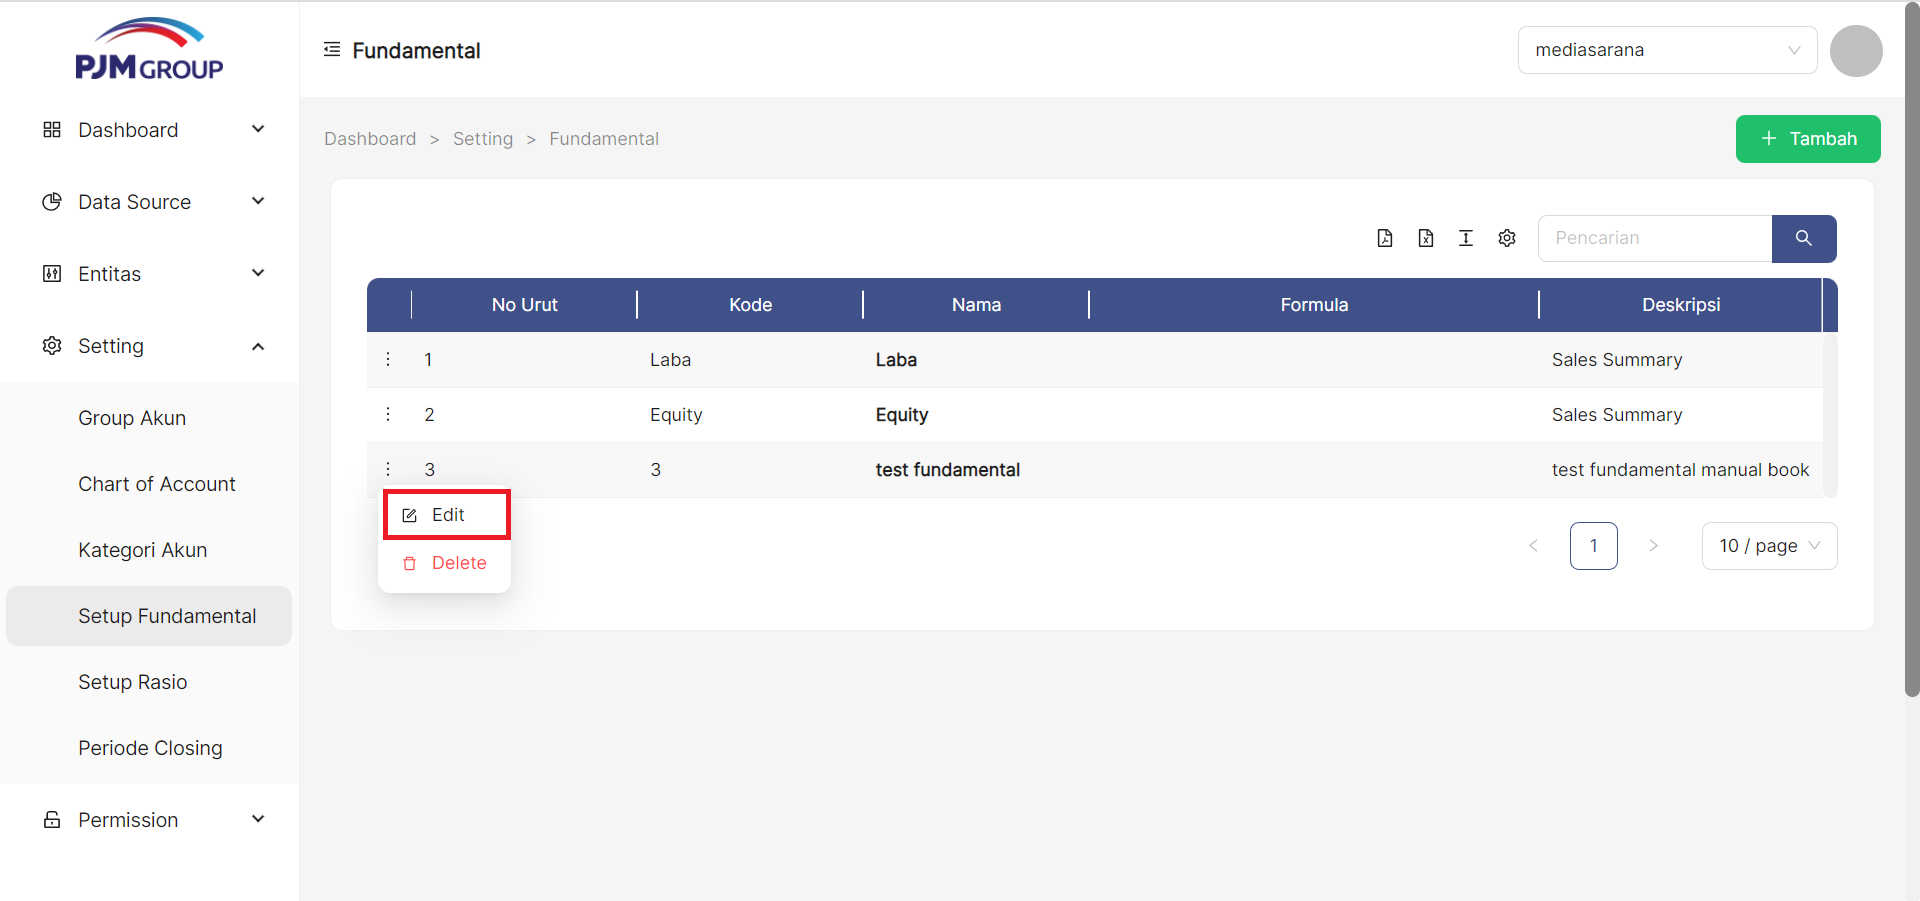 PJM GROUP
Fundamental
mediasarana
Dashboard
Data Source
Entitas
Setting
Group Akun
Chart of Account
Kategori Akun
Setup Fundamental
Setup Rasio
Periode Closing
Permission
Dashboard > Setting > Fundamental
+ Tambah
Pencarian
No Urut Kode Nama Formula Deskripsi
1 Laba Laba Sales Summary
2 Equity Equity Sales Summary
3 3 test fundamental test fundamental manual book
Edit
Delete
< 1 > 10 / page